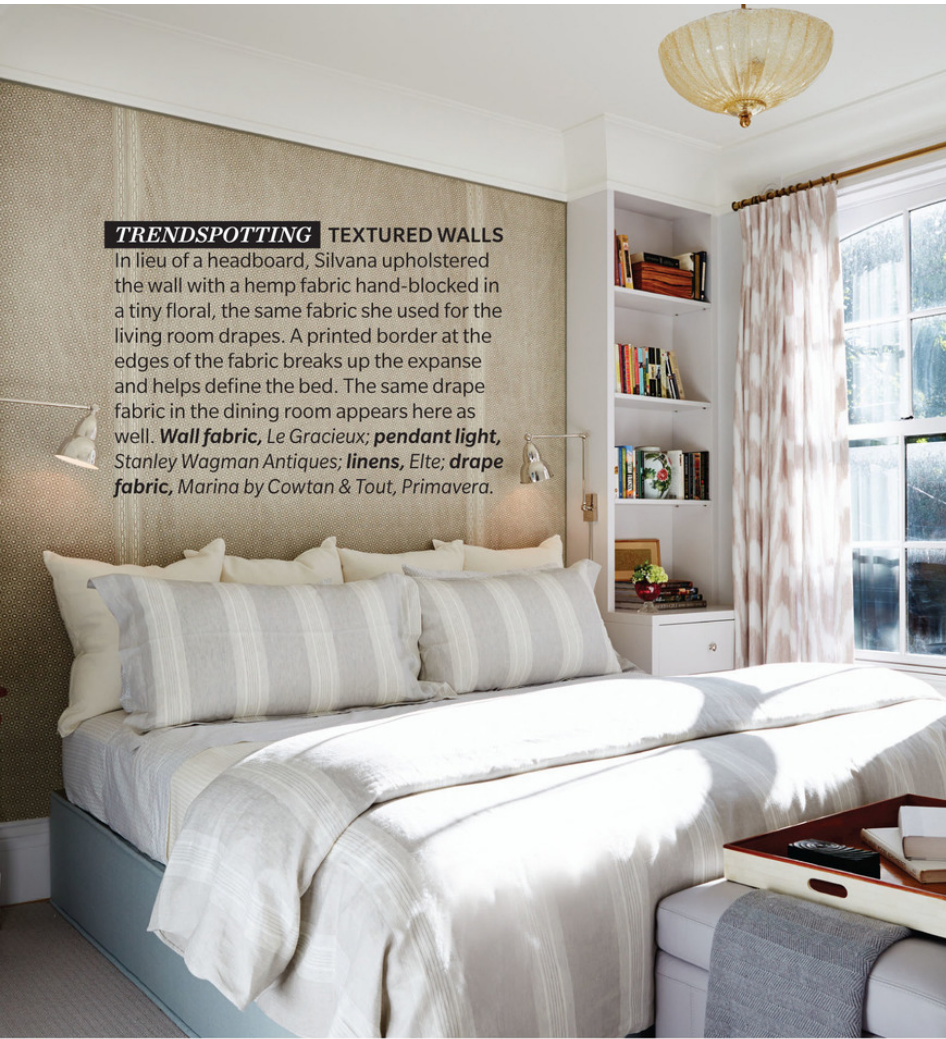 TRENDSPOTTING TEXTURED WALLS
In lieu of a headboard, Silvana upholstered
the wall with a hemp fabric hand-blocked in
a tiny floral, the same fabric she used for the
living room drapes. A printed border at the
edges of the fabric breaks up the expanse
and helps define the bed. The same drape
fabric in the dining room appears here as
well. Wall fabric, Le Gracieux; pendant light,
Stanley Wagman Antiques; linens, Elte; drape
fabric, Marina by Cowtan & Tout, Primavera.